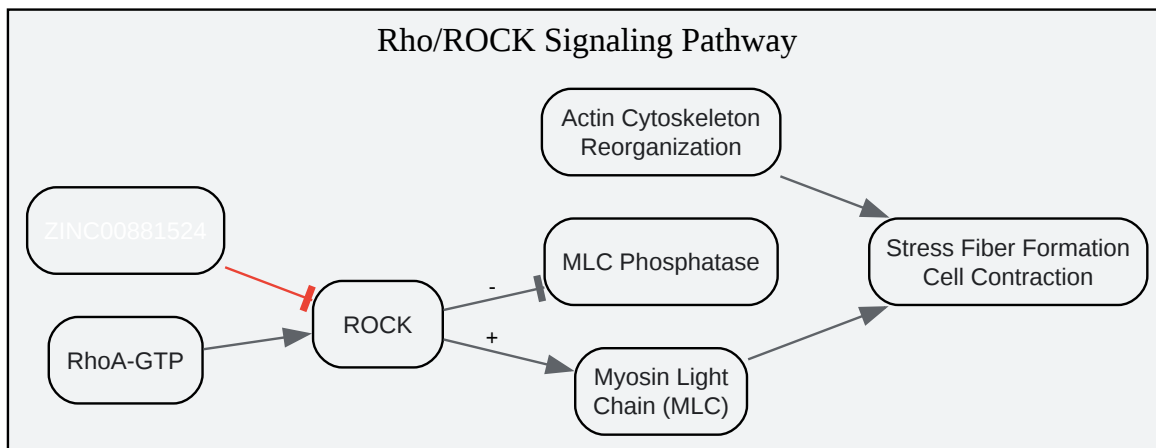 Rho/ROCK Signaling Pathway
Actin Cytoskeleton
Reorganization
ZINC00881524
MLC Phosphatase
Stress Fiber Formation
Cell Contraction
-
ROCK
+
RhoA-GTP
Myosin Light
Chain (MLC)